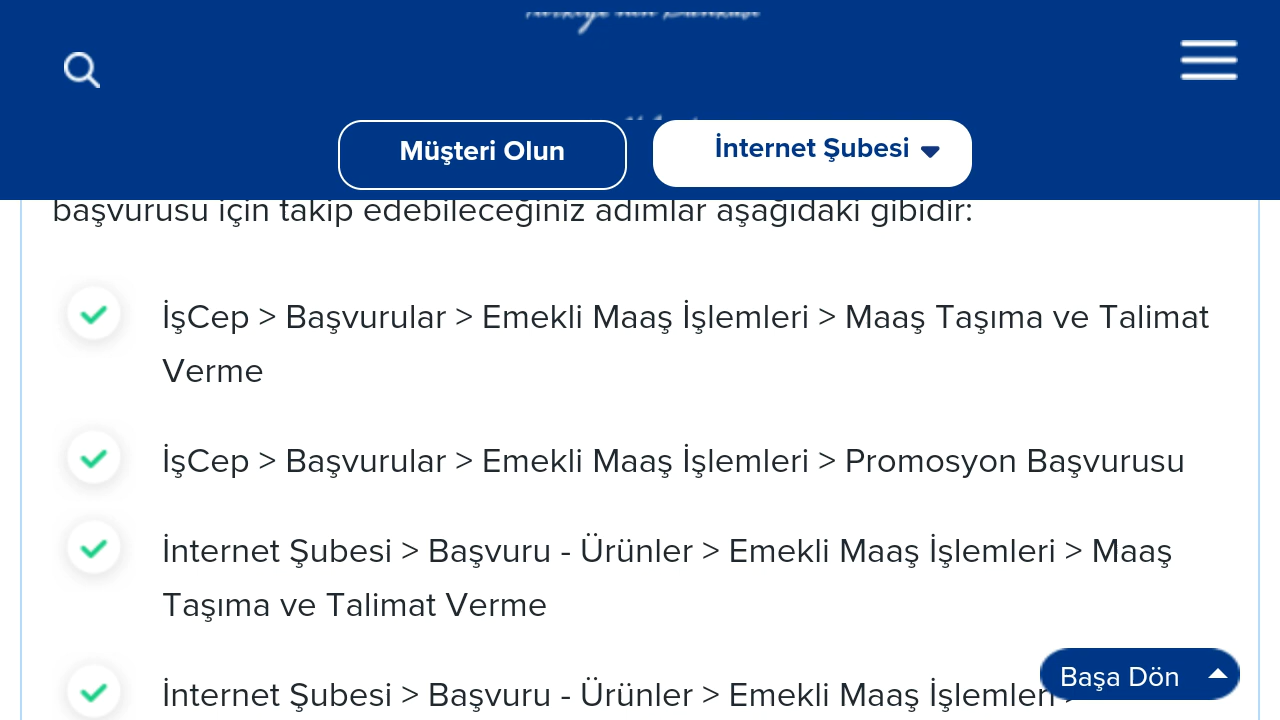 Müşteri Olun
İnternet Şubesi
başvurusu için takip edebileceğiniz adımlar aşağıdaki gibidir:
İşCep > Başvurular > Emekli Maaş İşlemleri > Maaş Taşıma ve Talimat
Verme
İşCep > Başvurular > Emekli Maaş İşlemleri > Promosyon Başvurusu
İnternet Şubesi > Başvuru - Ürünler > Emekli Maaş İşlemleri > Maaş
Taşıma ve Talimat Verme
İnternet Şubesi > Başvuru - Ürünler > Emekli Maaş İşlemleri >
Başa Dön